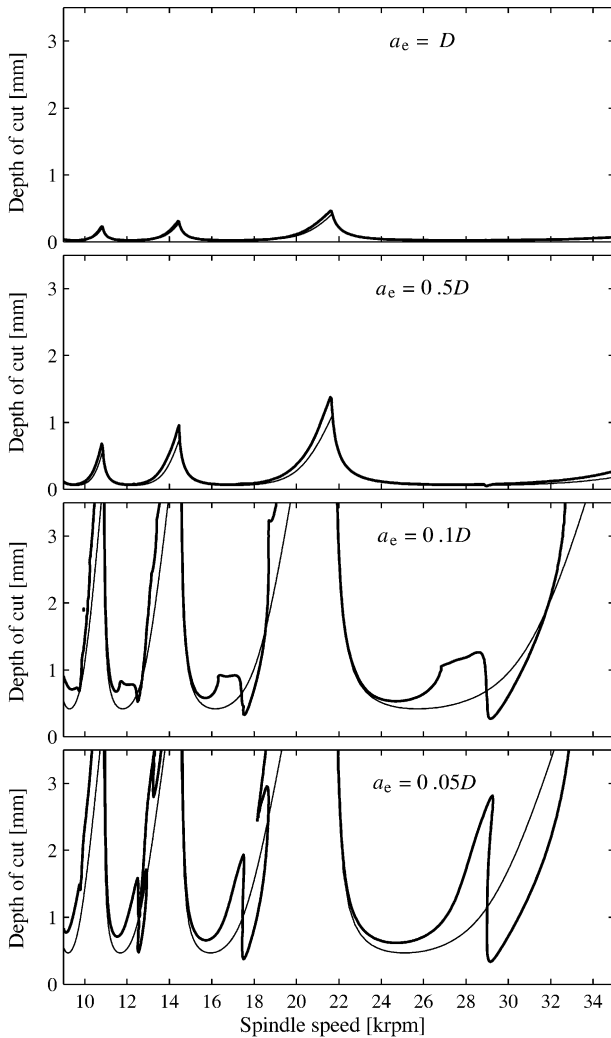 3
a_e = D
2
1
0
Depth of cut [mm]
3
a_e = 0 .5D
2
1
0
Depth of cut [mm]
3
a_e = 0 .1D
2
1
0
Depth of cut [mm]
3
a_e = 0 .05D
2
1
0
Depth of cut [mm]
10 12 14 16 18 20 22 24 26 28 30 32 34
Spindle speed [krpm]